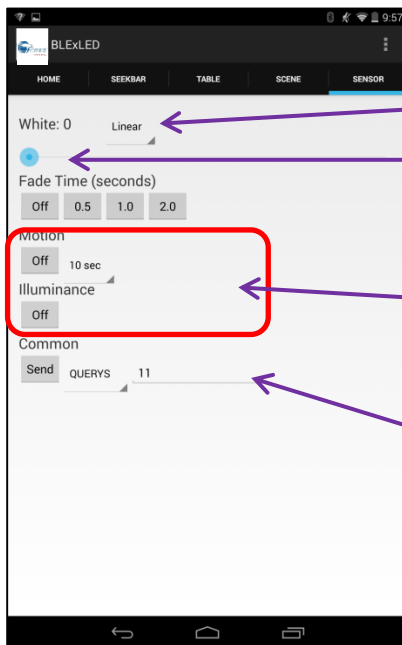 9:57
BLExLED
HOME SEEKBAR TABLE SCENE SENSOR
White: 0 Linear
Fade Time (seconds)
Off 0.5 1.0 2.0
Motion
Off 10 sec
Illuminance
Off
Common
Send QUERYS 11